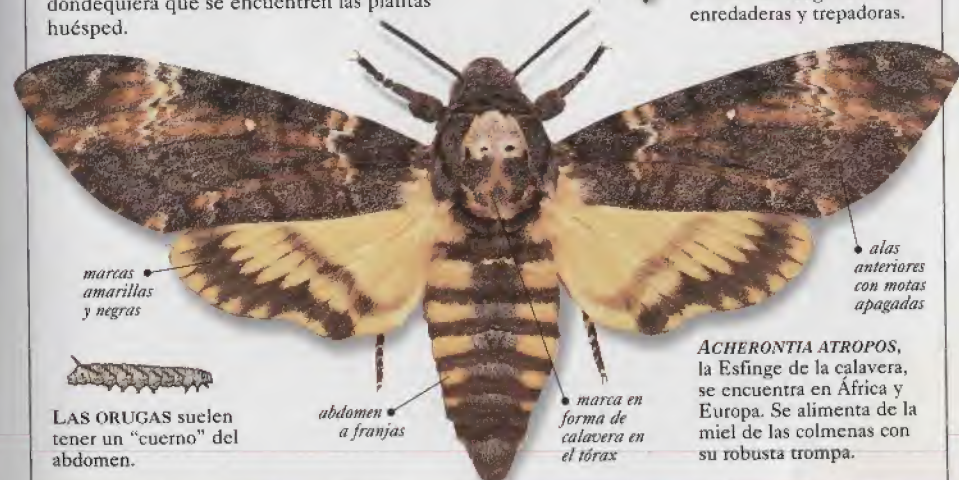 dondequiera que se encuentren las plantas
huésped.
enredaderas y trepadoras.
marcas
amarillas
y negras
alas
anteriores
con motas
apagadas
LAS ORUGAS suelen
tener un "cuerno" del
abdomen.
abdomen
a franjas
marca en
forma de
calavera en
el tórax
ACHERONTIA ATROPOS,
la Esfinge de la calavera,
se encuentra en África y
Europa. Se alimenta de la
miel de las colmenas con
su robusta trompa.